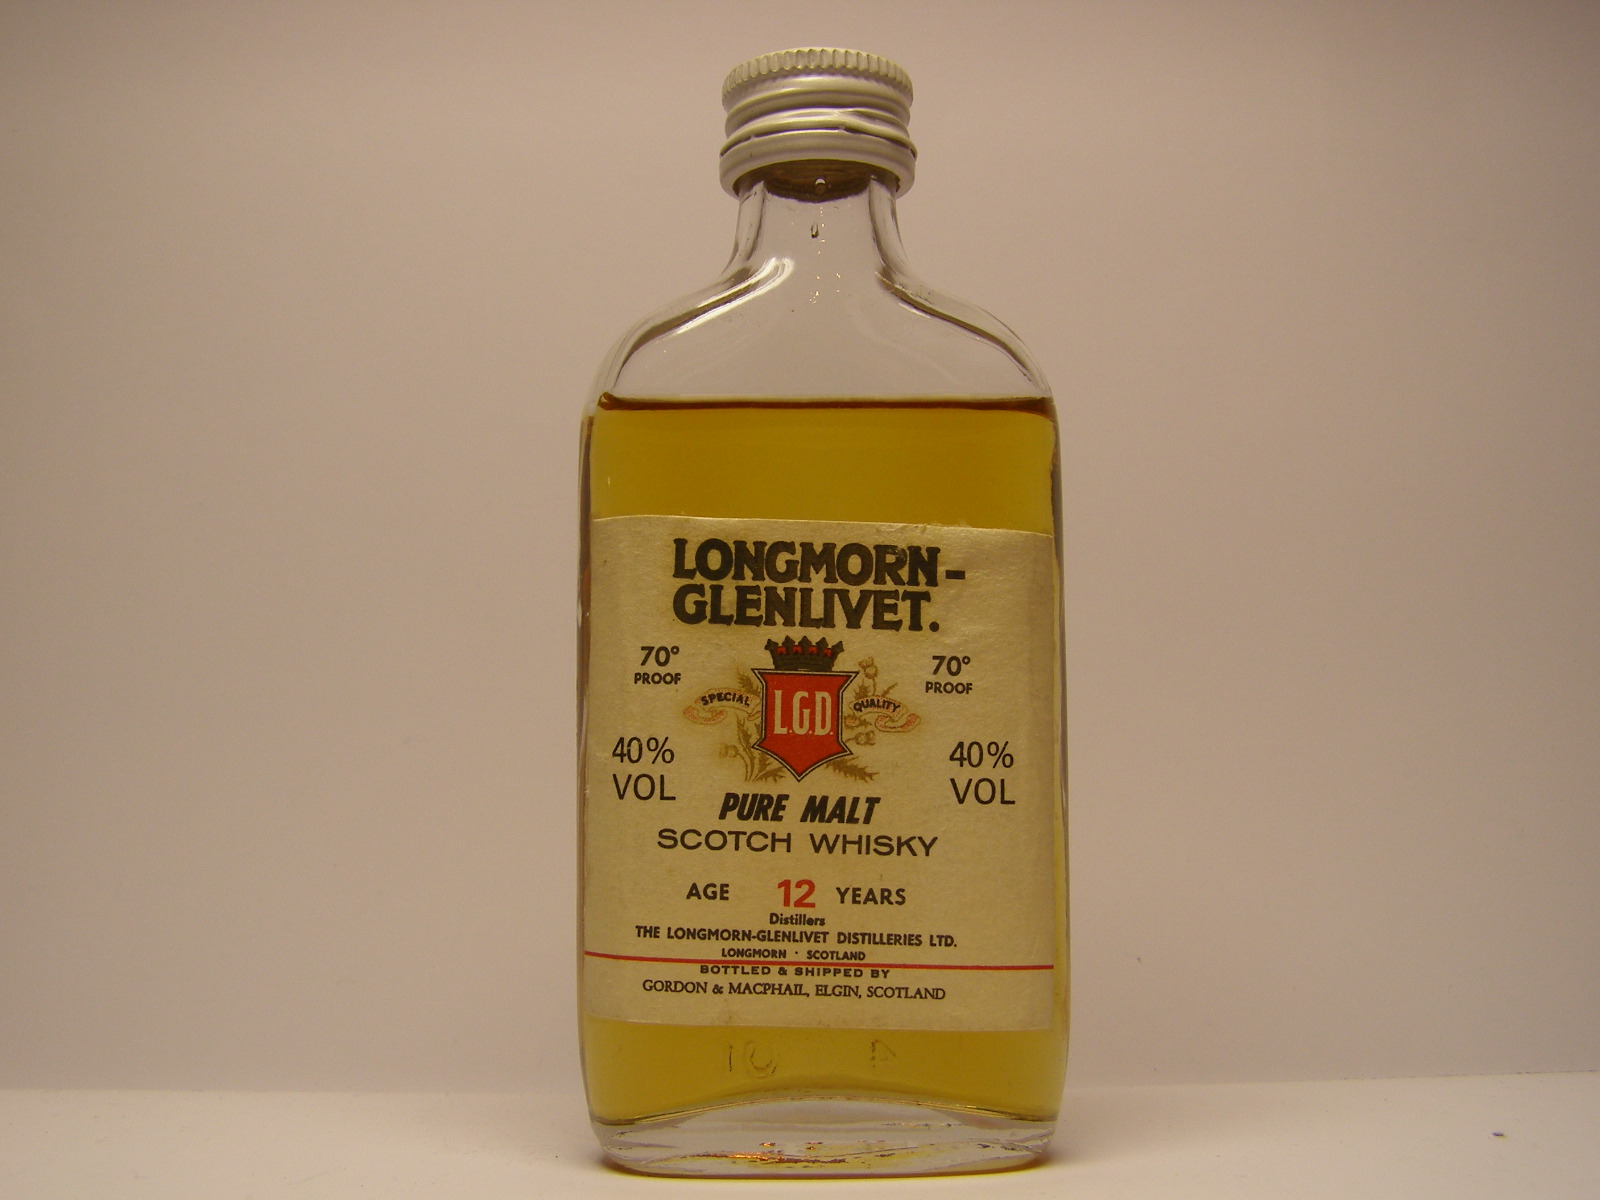 LONGMORN-
GLENLIVET.
70° PROOF
70° PROOF
SPECIAL
L.G.D.
QUALITY
40% VOL
40% VOL
PURE MALT
SCOTCH WHISKY
AGE 12 YEARS
Distillers
THE LONGMORN-GLENLIVET DISTILLERIES LTD.
LONGMORN · SCOTLAND
BOTTLED & SHIPPED BY
GORDON & MACPHAIL, ELGIN, SCOTLAND